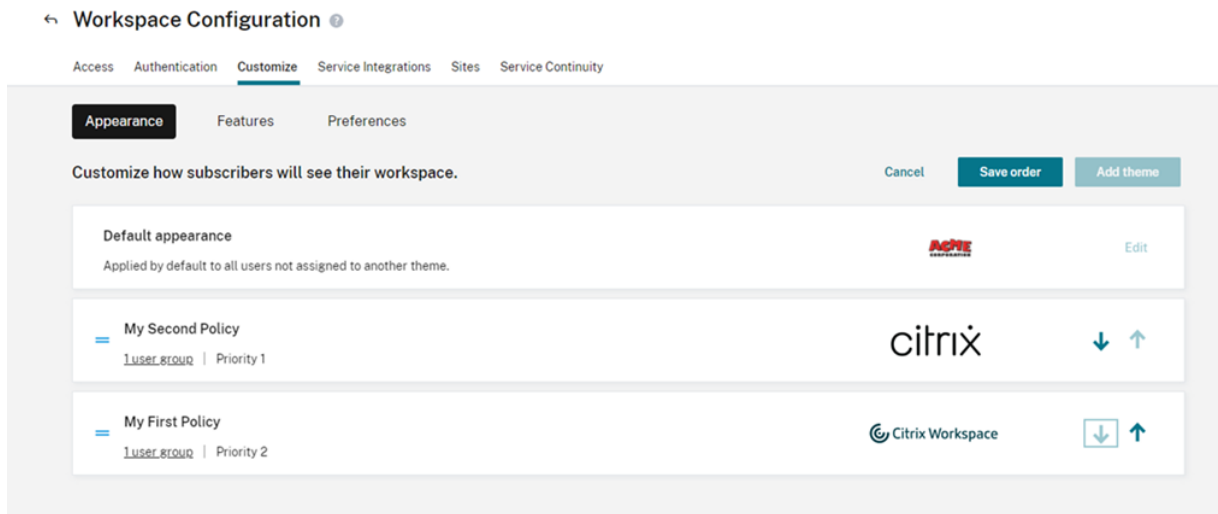 Workspace Configuration ?
Access Authentication Customize Service Integrations Sites Service Continuity
Appearance Features Preferences
Customize how subscribers will see their workspace. Cancel Save order Add theme
Default appearance
ACME
CORPORATION
Edit
Applied by default to all users not assigned to another theme.
My Second Policy
citrix
1 user group | Priority 1
My First Policy
Citrix Workspace
1 user group | Priority 2